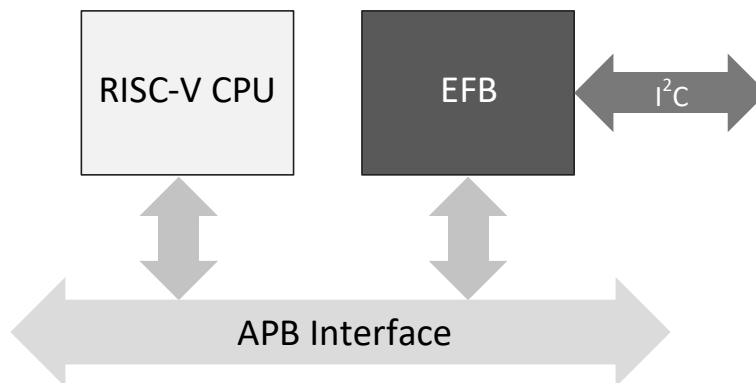 RISC-V CPU
EFB
I²C
APB Interface